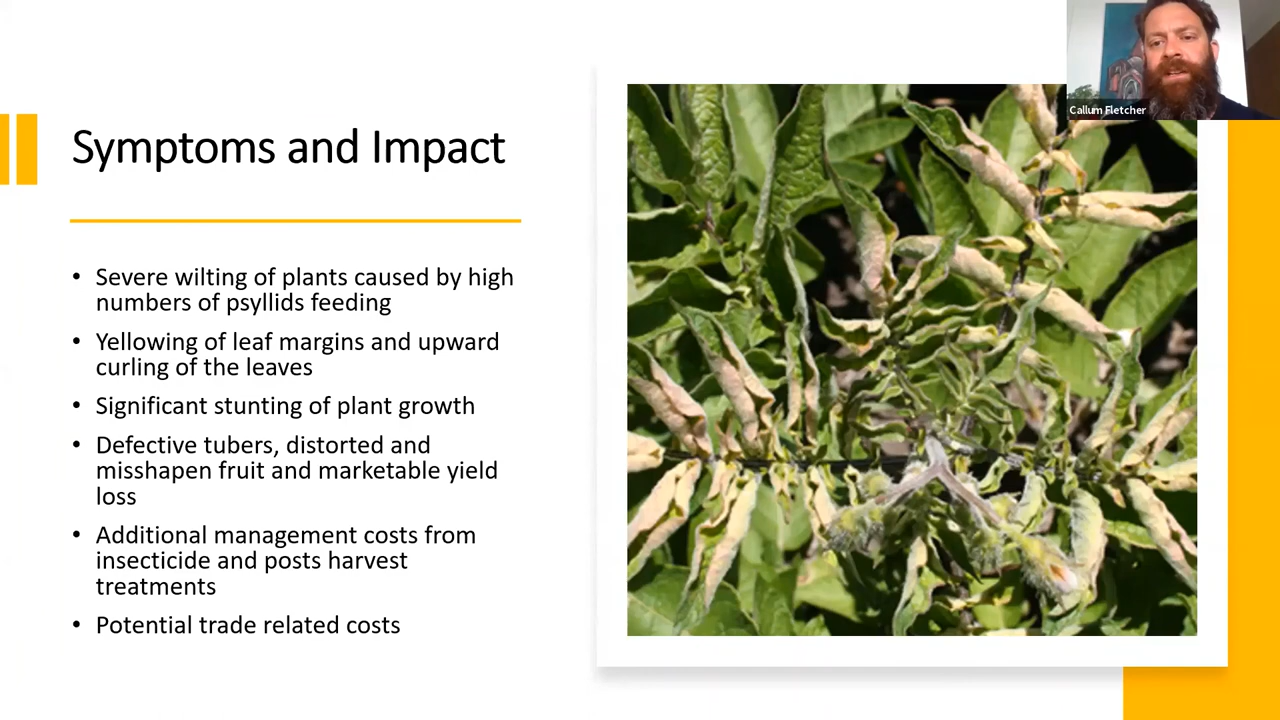 Callum Fletcher
Symptoms and Impact
• Severe wilting of plants caused by high
numbers of psyllids feeding
• Yellowing of leaf margins and upward
curling of the leaves
• Significant stunting of plant growth
• Defective tubers, distorted and
misshapen fruit and marketable yield
loss
• Additional management costs from
insecticide and posts harvest
treatments
• Potential trade related costs